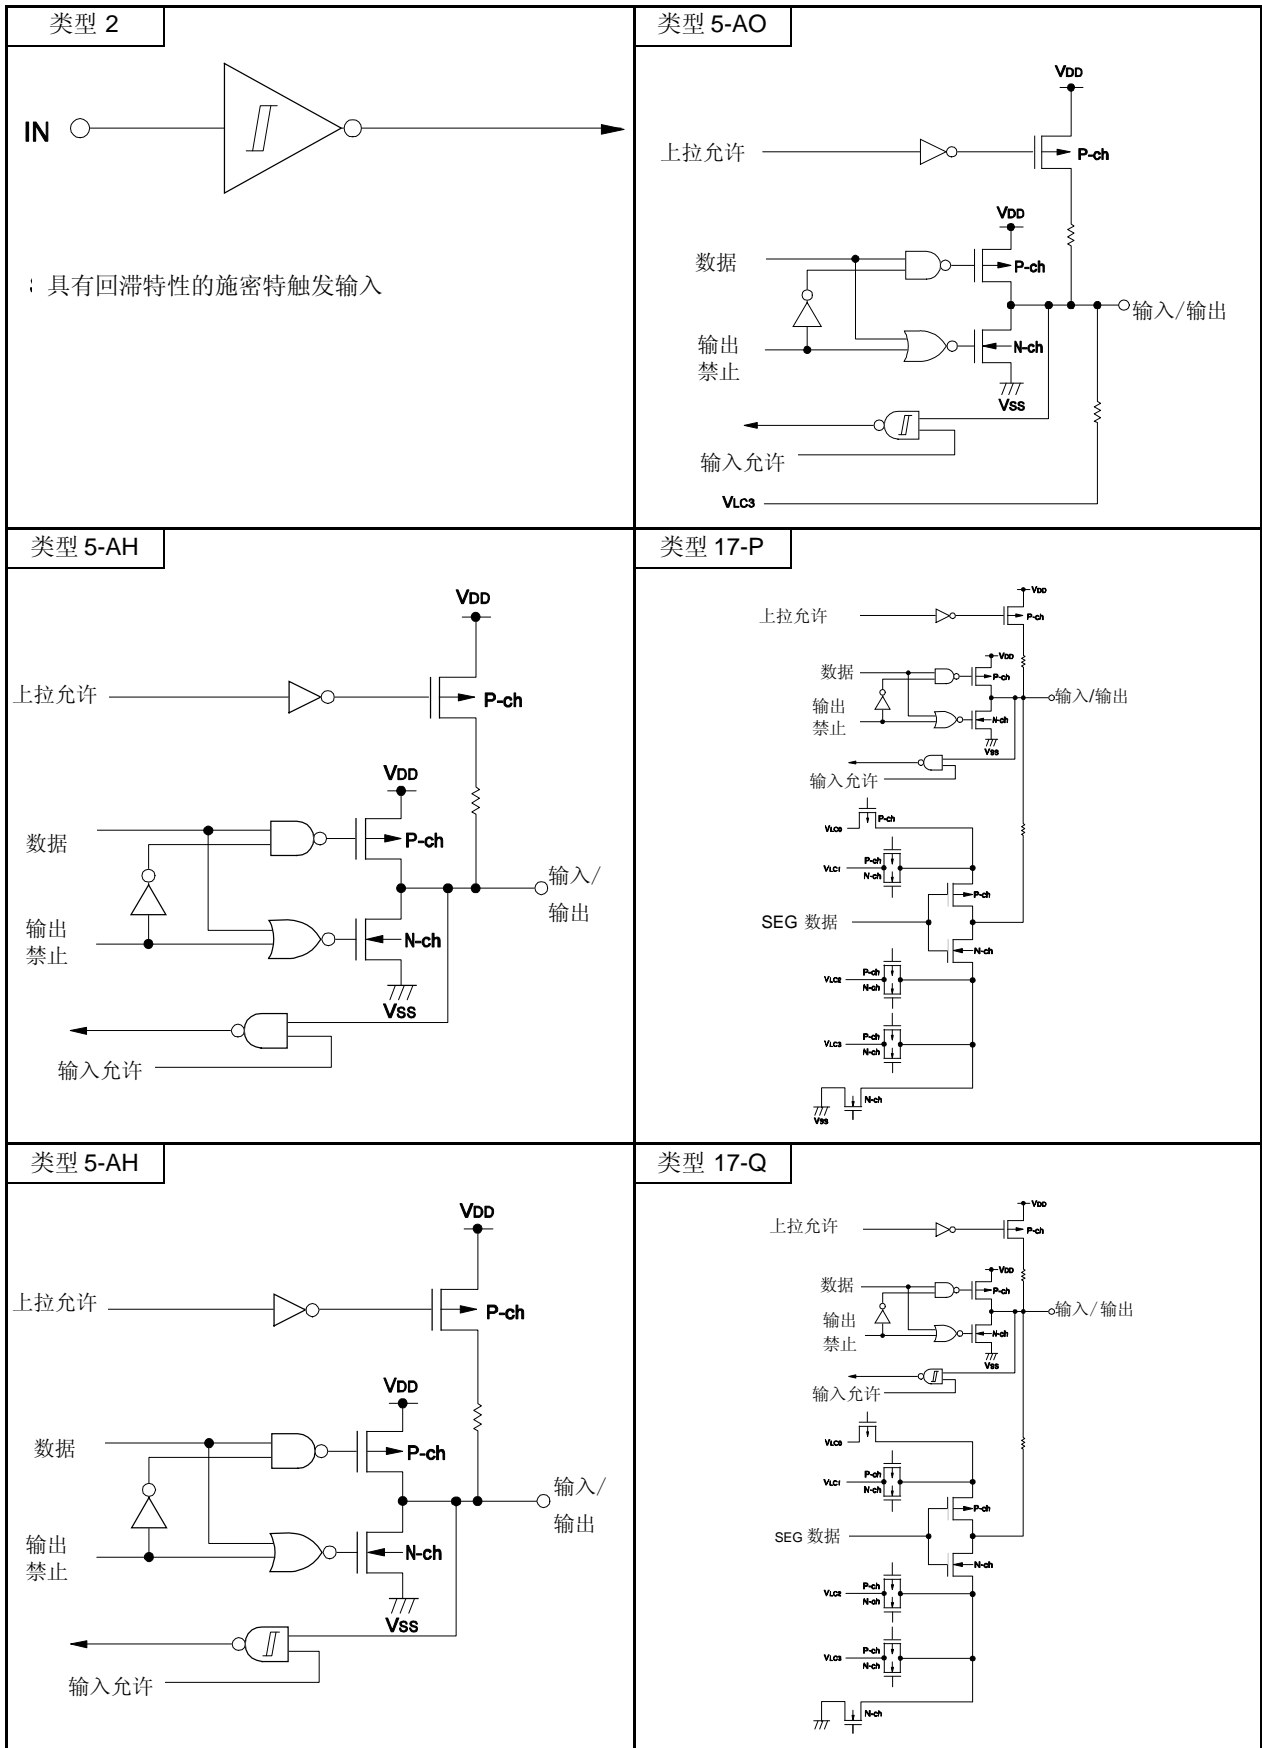 类型 2
IN
具有回滞特性的施密特触发输入
类型 5-AO
VDD
上拉允许
P-ch
VDD
数据
P-ch
输入/输出
输出
禁止
N-ch
VSS
输入允许
VLC3
类型 5-AH
VDD
上拉允许
P-ch
VDD
数据
P-ch
输入/
输出
输出
禁止
N-ch
VSS
输入允许
类型 17-P
VDD
上拉允许
P-ch
VDD
数据
P-ch
输入/输出
输出
禁止
N-ch
VSS
输入允许
P-ch
VLC0
P-ch
VLC1
N-ch
P-ch
SEG 数据
N-ch
P-ch
VLC2
N-ch
P-ch
VLC3
N-ch
N-ch
VSS
类型 5-AH
VDD
上拉允许
P-ch
VDD
数据
P-ch
输入/
输出
输出
禁止
N-ch
VSS
输入允许
类型 17-Q
VDD
上拉允许
P-ch
VDD
数据
P-ch
输入/输出
输出
禁止
N-ch
VSS
输入允许
VLC0
P-ch
VLC1
N-ch
P-ch
SEG 数据
N-ch
P-ch
VLC2
N-ch
P-ch
VLC3
N-ch
N-ch